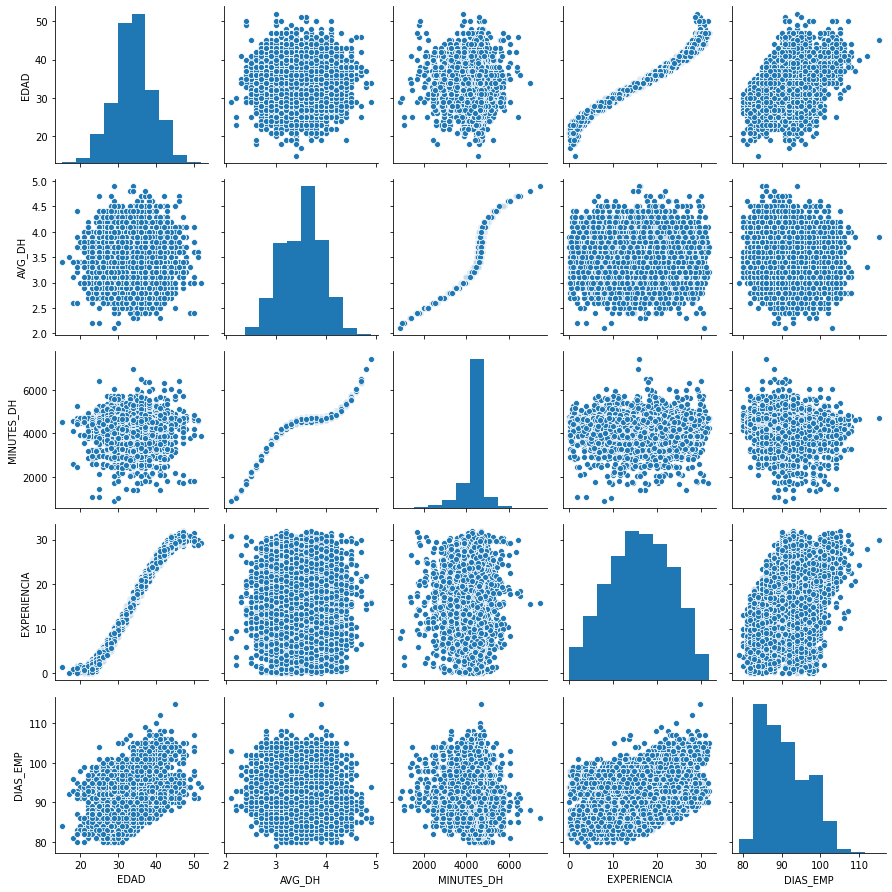 50
40
30
20
EDAD
5.0
4.5
4.0
3.5
3.0
2.5
2.0
AVG_DH
6000
4000
2000
MINUTES_DH
30
20
10
0
EXPERIENCIA
110
100
90
80
DIAS_EMP
20 30 40 50
2 3 4 5
2000 4000 6000
0 10 20 30
80 90 100 110
EDAD
AVG_DH
MINUTES_DH
EXPERIENCIA
DIAS_EMP